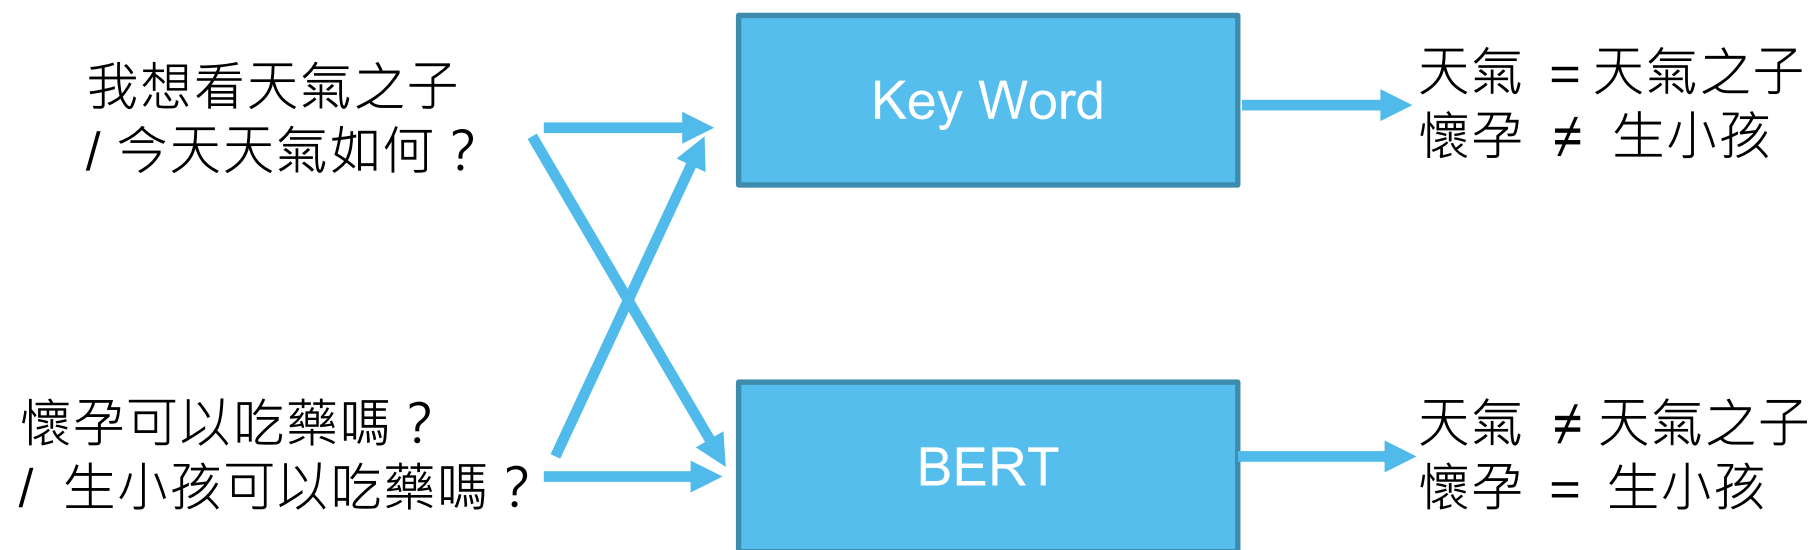 我想看天氣之子
/ 今天天氣如何？
Key Word
天氣 = 天氣之子
懷孕 ≠ 生小孩
懷孕可以吃藥嗎？
/ 生小孩可以吃藥嗎？
BERT
天氣 ≠ 天氣之子
懷孕 = 生小孩